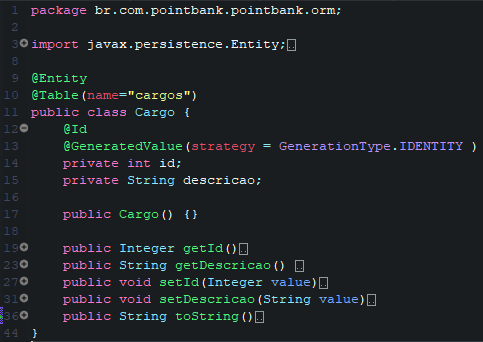 1 package br.com.pointbank.pointbank.orm;
2
3 import javax.persistence.Entity;
8
9 @Entity
10 @Table(name="cargos")
11 public class Cargo {
12 @Id
13 @GeneratedValue(strategy = GenerationType.IDENTITY )
14 private int id;
15 private String descricao;
16
17 public Cargo() {}
18
19 public Integer getId()
23 public String getDescricao()
27 public void setId(Integer value)
31 public void setDescricao(String value)
36 public String toString()
44 }